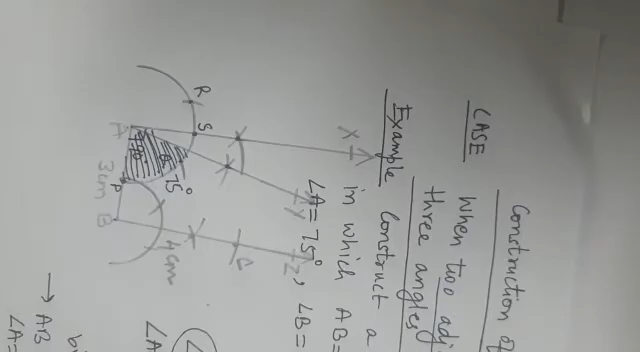 Construction of
CASE When two adj
three angles
Example Construct a
in which AB=
∠A=75°, ∠B=
X
Y
Z
R
S
A
75°
3cm
P
B
4cm
C
→ AB
∠A=
∠A